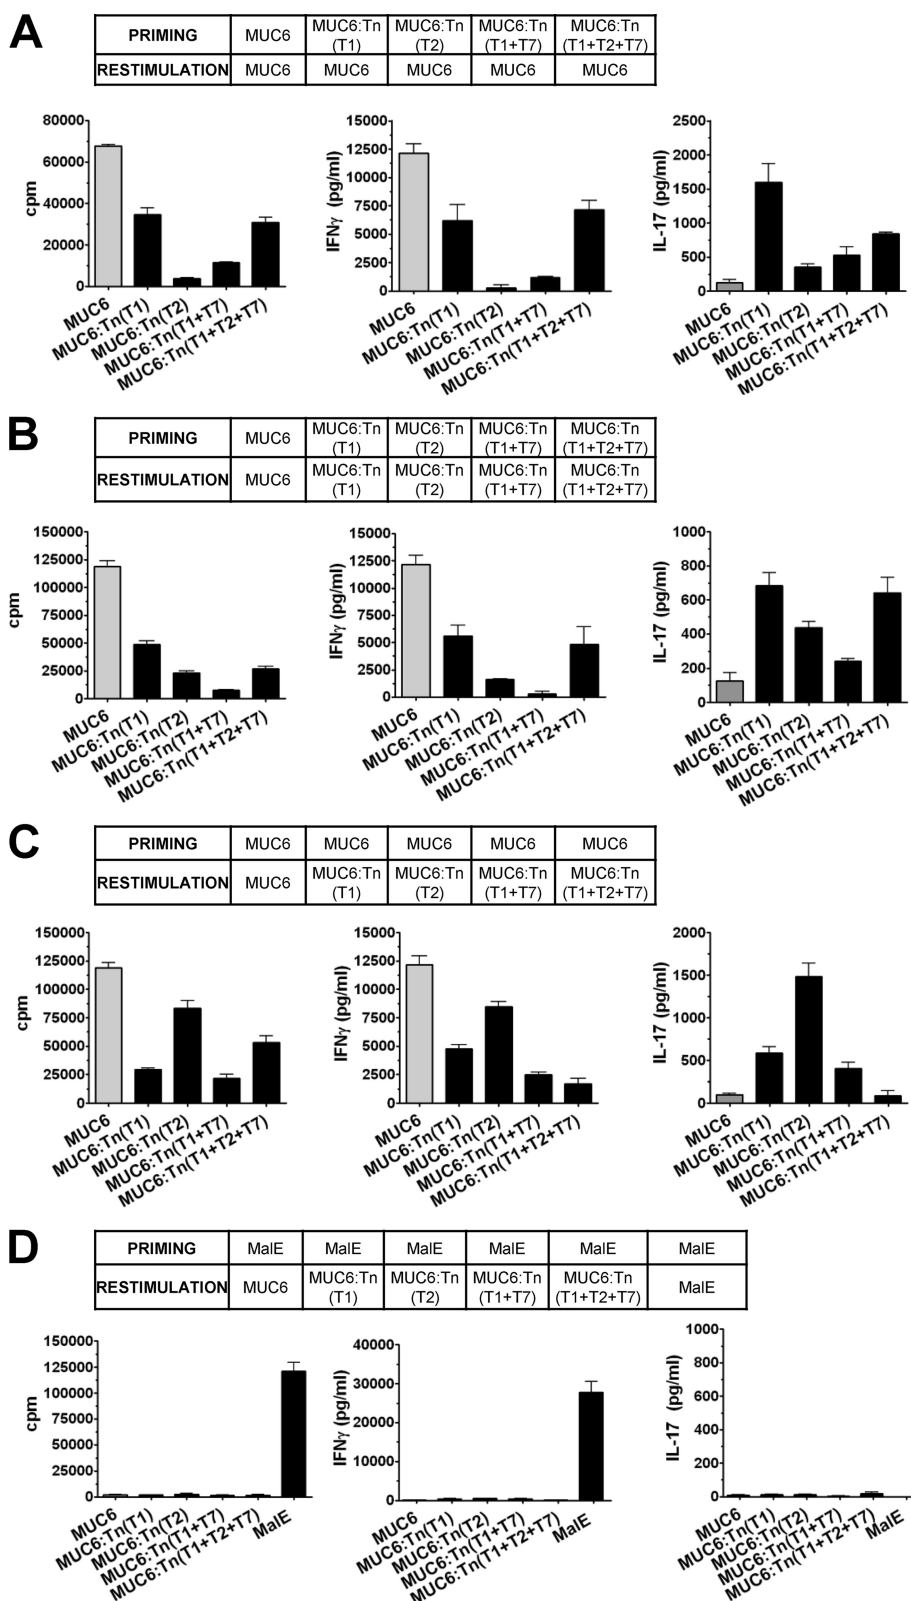 A
PRIMING MUC6 MUC6:Tn (T1) MUC6:Tn (T2) MUC6:Tn (T1+T7) MUC6:Tn (T1+T2+T7)
RESTIMULATION MUC6 MUC6 MUC6 MUC6 MUC6
cpm
80000
60000
40000
20000
0
MUC6
MUC6:Tn(T1)
MUC6:Tn(T2)
MUC6:Tn(T1+T7)
MUC6:Tn(T1+T2+T7)
IFNγ (pg/ml)
15000
12500
10000
7500
5000
2500
0
MUC6
MUC6:Tn(T1)
MUC6:Tn(T2)
MUC6:Tn(T1+T7)
MUC6:Tn(T1+T2+T7)
IL-17 (pg/ml)
2500
2000
1500
1000
500
0
MUC6
MUC6:Tn(T1)
MUC6:Tn(T2)
MUC6:Tn(T1+T7)
MUC6:Tn(T1+T2+T7)
B
PRIMING MUC6 MUC6:Tn (T1) MUC6:Tn (T2) MUC6:Tn (T1+T7) MUC6:Tn (T1+T2+T7)
RESTIMULATION MUC6 MUC6:Tn (T1) MUC6:Tn (T2) MUC6:Tn (T1+T7) MUC6:Tn (T1+T2+T7)
cpm
150000
125000
100000
75000
50000
25000
0
MUC6
MUC6:Tn(T1)
MUC6:Tn(T2)
MUC6:Tn(T1+T7)
MUC6:Tn(T1+T2+T7)
IFNγ (pg/ml)
15000
12500
10000
7500
5000
2500
0
MUC6
MUC6:Tn(T1)
MUC6:Tn(T2)
MUC6:Tn(T1+T7)
MUC6:Tn(T1+T2+T7)
IL-17 (pg/ml)
1000
800
600
400
200
0
MUC6
MUC6:Tn(T1)
MUC6:Tn(T2)
MUC6:Tn(T1+T7)
MUC6:Tn(T1+T2+T7)
C
PRIMING MUC6 MUC6 MUC6 MUC6 MUC6
RESTIMULATION MUC6 MUC6:Tn (T1) MUC6:Tn (T2) MUC6:Tn (T1+T7) MUC6:Tn (T1+T2+T7)
cpm
150000
125000
100000
75000
50000
25000
0
MUC6
MUC6:Tn(T1)
MUC6:Tn(T2)
MUC6:Tn(T1+T7)
MUC6:Tn(T1+T2+T7)
IFNγ (pg/ml)
15000
12500
10000
7500
5000
2500
0
MUC6
MUC6:Tn(T1)
MUC6:Tn(T2)
MUC6:Tn(T1+T7)
MUC6:Tn(T1+T2+T7)
IL-17 (pg/ml)
2000
1500
1000
500
0
MUC6
MUC6:Tn(T1)
MUC6:Tn(T2)
MUC6:Tn(T1+T7)
MUC6:Tn(T1+T2+T7)
D
PRIMING MalE MalE MalE MalE MalE MalE
RESTIMULATION MUC6 MUC6:Tn (T1) MUC6:Tn (T2) MUC6:Tn (T1+T7) MUC6:Tn (T1+T2+T7) MalE
cpm
150000
125000
100000
75000
50000
25000
0
MUC6
MUC6:Tn(T1)
MUC6:Tn(T2)
MUC6:Tn(T1+T7)
MUC6:Tn(T1+T2+T7)
MalE
IFNγ (pg/ml)
40000
30000
20000
10000
0
MUC6
MUC6:Tn(T1)
MUC6:Tn(T2)
MUC6:Tn(T1+T7)
MUC6:Tn(T1+T2+T7)
MalE
IL-17 (pg/ml)
1000
800
600
400
200
0
MUC6
MUC6:Tn(T1)
MUC6:Tn(T2)
MUC6:Tn(T1+T7)
MUC6:Tn(T1+T2+T7)
MalE